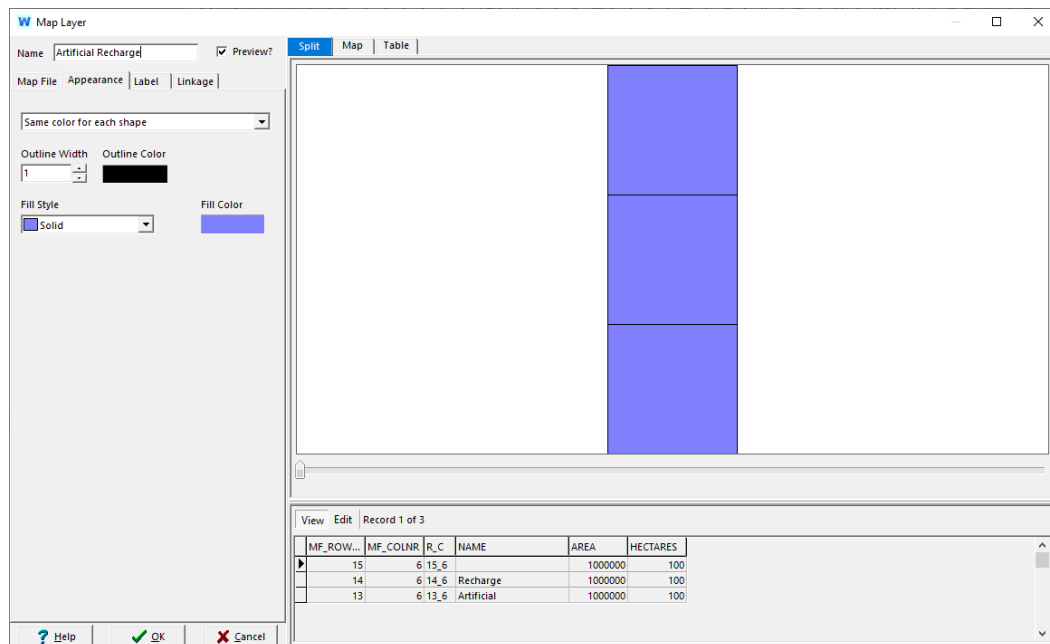 W Map Layer
Name Artificial Recharge Preview?
Split Map Table
Map File Appearance Label Linkage
Same color for each shape
Outline Width Outline Color
1
Fill Style Fill Color
Solid
View Edit Record 1 of 3
MF_ROW... MF_COLNR R_C NAME AREA HECTARES
15 6 15_6 1000000 100
14 6 14_6 Recharge 1000000 100
13 6 13_6 Artificial 1000000 100
? Help OK Cancel